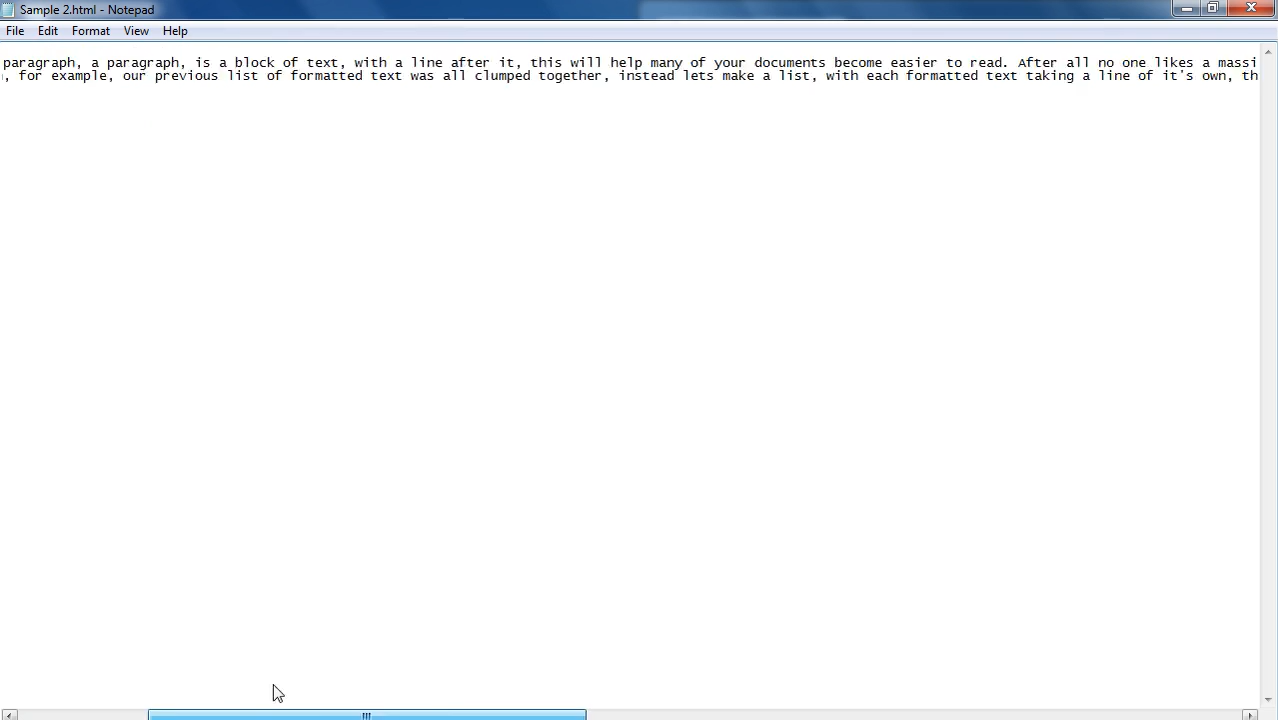 Sample 2.html - Notepad
File Edit Format View Help
paragraph, a paragraph, is a block of text, with a line after it, this will help many of your documents become easier to read. After all no one likes a massi
, for example, our previous list of formatted text was all clumped together, instead lets make a list, with each formatted text taking a line of it's own, th